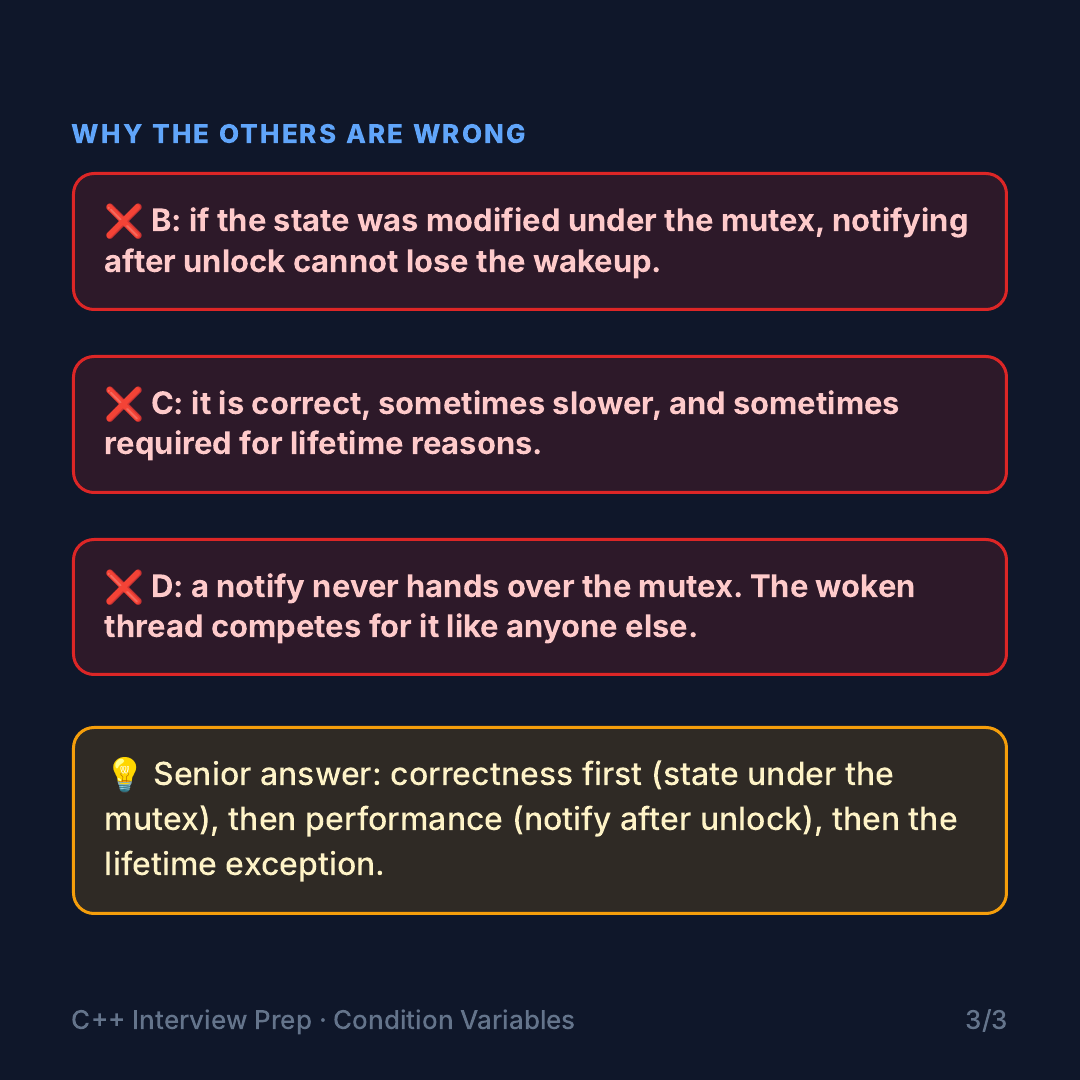 WHY THE OTHERS ARE WRONG
❌ B: if the state was modified under the mutex, notifying
after unlock cannot lose the wakeup.
❌ C: it is correct, sometimes slower, and sometimes
required for lifetime reasons.
❌ D: a notify never hands over the mutex. The woken
thread competes for it like anyone else.
💡 Senior answer: correctness first (state under the
mutex), then performance (notify after unlock), then the
lifetime exception.
C++ Interview Prep · Condition Variables
3/3